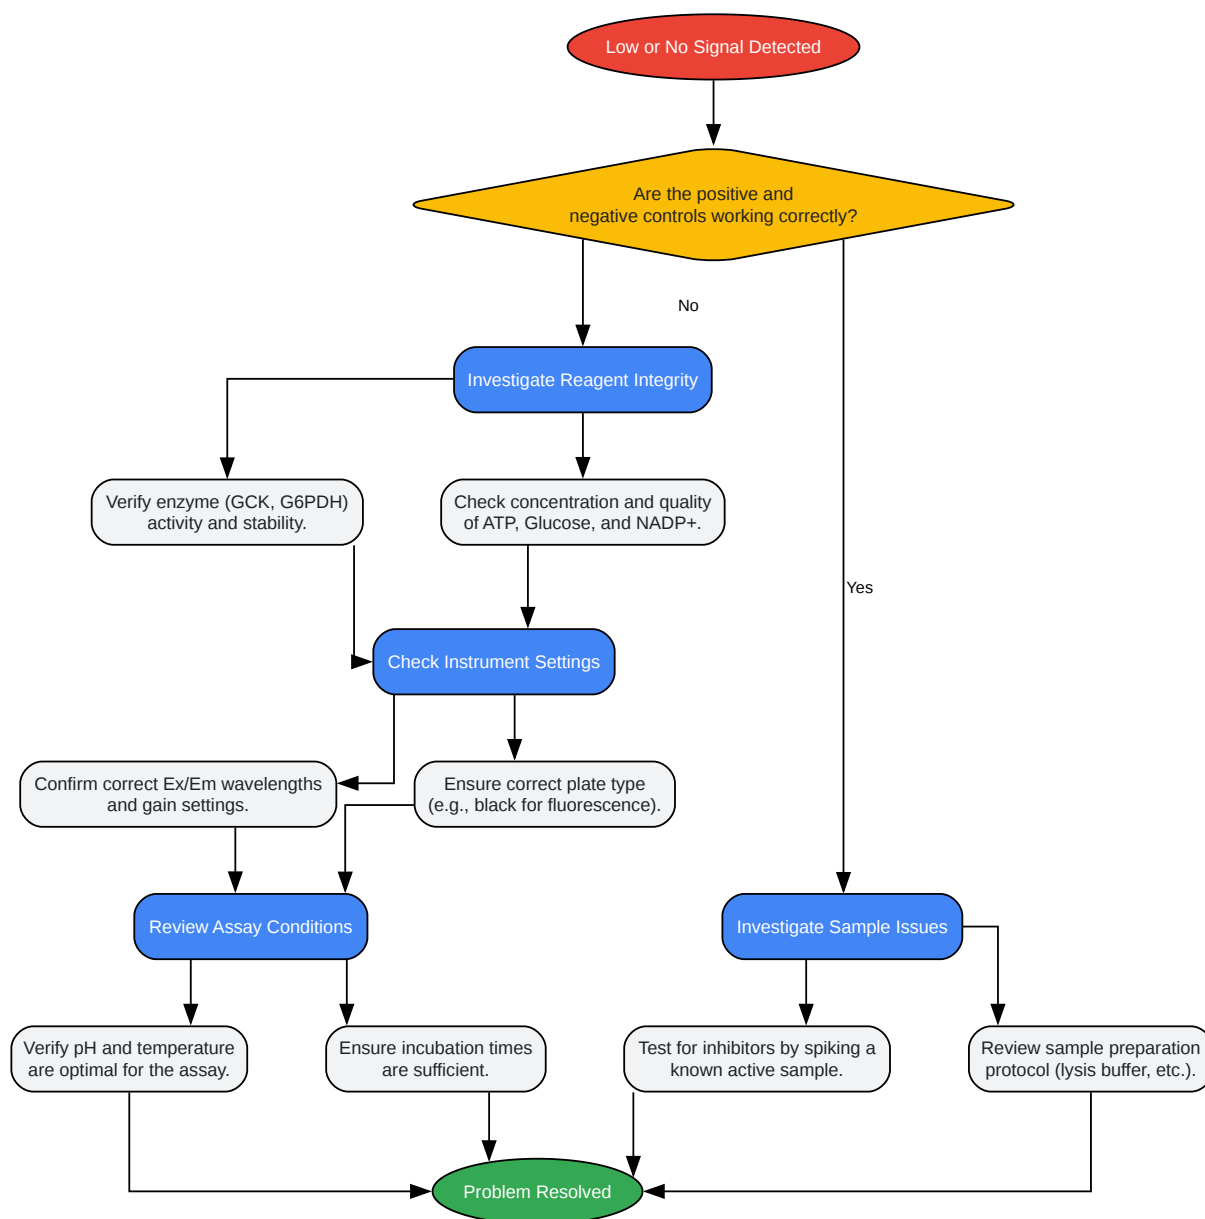 Low or No Signal Detected
Are the positive and
negative controls working correctly?
No
Investigate Reagent Integrity
Verify enzyme (GCK, G6PDH)
activity and stability.
Check concentration and quality
of ATP, Glucose, and NADP+.
Yes
Check Instrument Settings
Confirm correct Ex/Em wavelengths
and gain settings.
Ensure correct plate type
(e.g., black for fluorescence).
Review Assay Conditions
Investigate Sample Issues
Verify pH and temperature
are optimal for the assay.
Ensure incubation times
are sufficient.
Test for inhibitors by spiking a
known active sample.
Review sample preparation
protocol (lysis buffer, etc.).
Problem Resolved